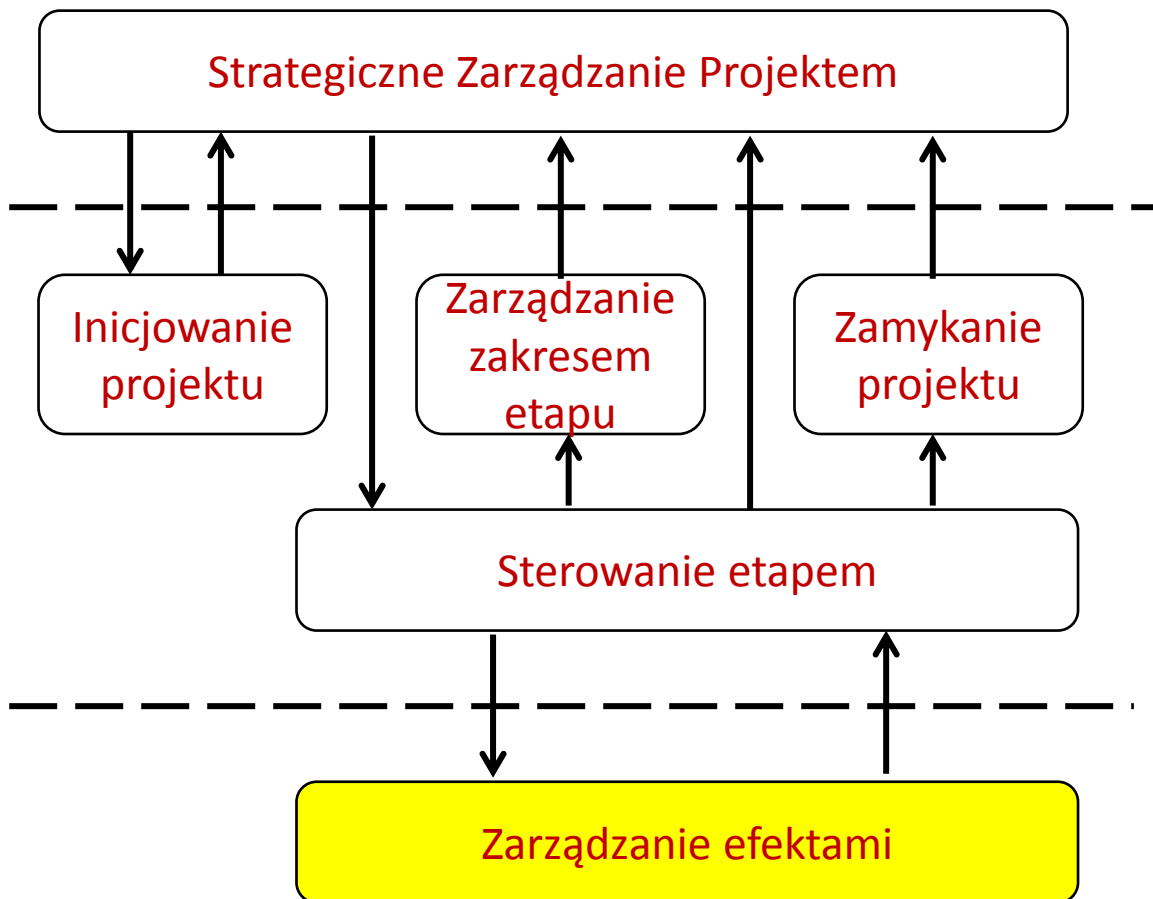 Strategiczne Zarządzanie Projektem
Inicjowanie
projektu
Zarządzanie
zakresem
etapu
Zamykanie
projektu
Sterowanie etapem
Zarządzanie efektami